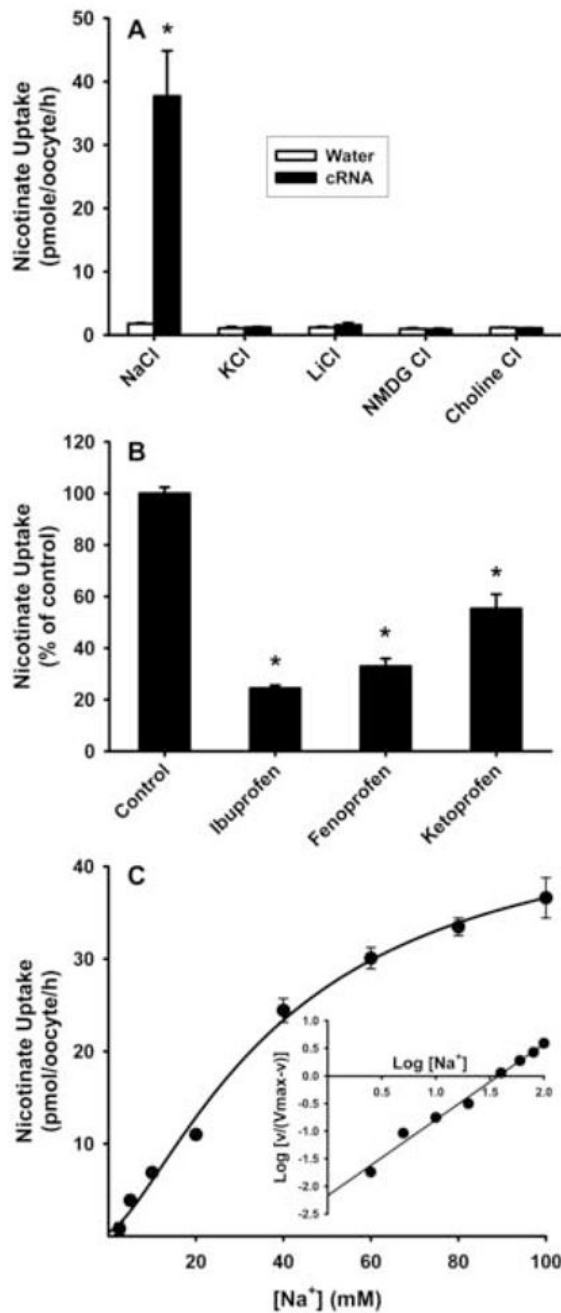 A
Nicotinate Uptake
(pmole/oocyte/h)
50
40
30
20
10
0
*
Water
cRNA
NaCl
KCl
LiCl
NMDG Cl
Choline Cl
B
Nicotinate Uptake
(% of control)
120
100
80
60
40
20
0
*
*
*
Control
Ibuprofen
Fenoprofen
Ketoprofen
C
Nicotinate Uptake
(pmol/oocyte/h)
40
30
20
10
Log [v/(Vmax-v)]
1.0
0.5
0.0
-0.5
-1.0
-1.5
-2.0
-2.5
Log [Na⁺]
0.5
1.0
1.5
2.0
20
40
60
80
100
[Na⁺] (mM)